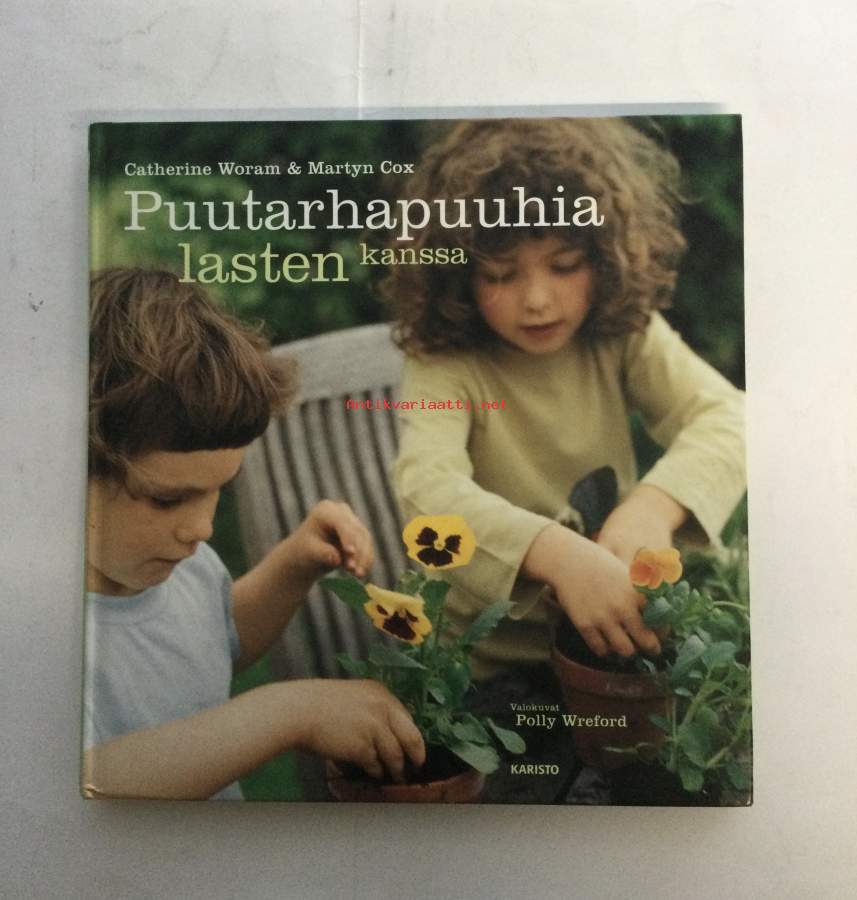 Catherine Woram & Martyn Cox
Puutarhapuuhia
lasten kanssa
Antikvariaatti.net
Valokuvat
Polly Wreford
KARISTO